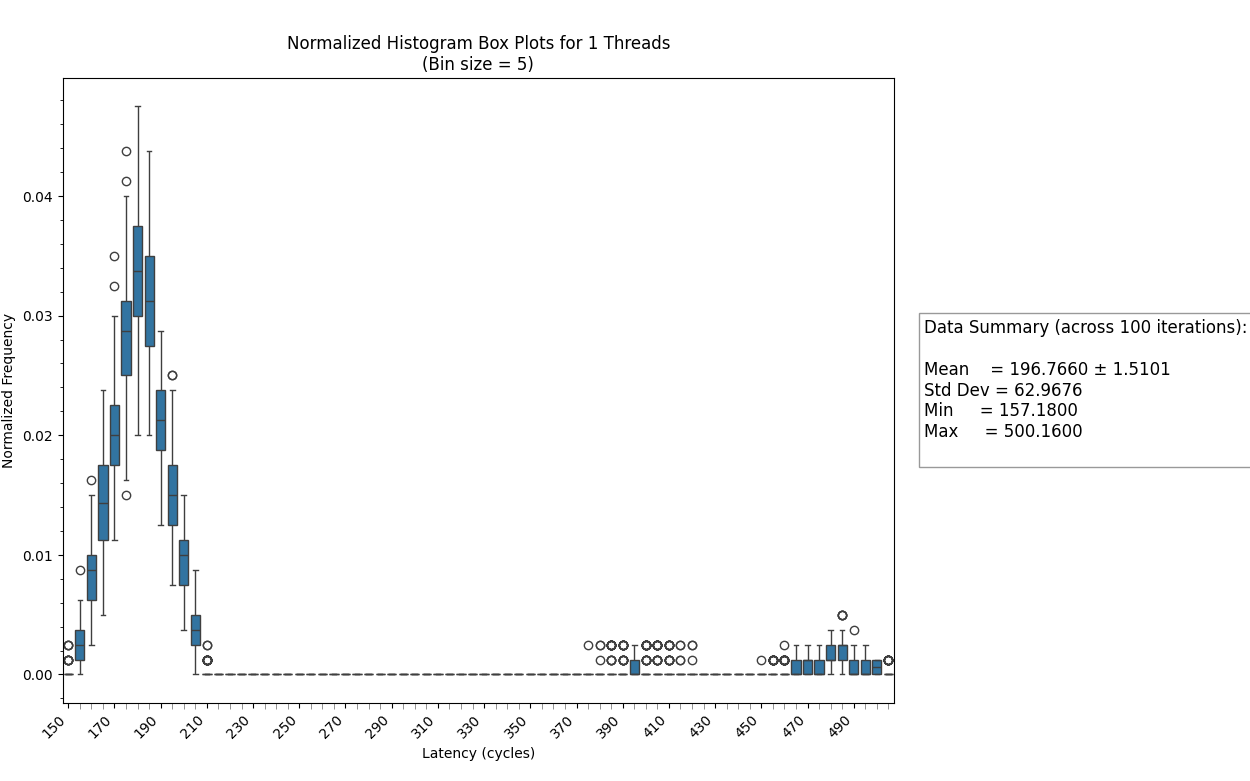 Normalized Histogram Box Plots for 1 Threads
(Bin size = 5)
Normalized Frequency
0.04
0.03
0.02
0.01
0.00
150 170 190 210 230 250 270 290 310 330 350 370 390 410 430 450 470 490
Latency (cycles)
Data Summary (across 100 iterations):
Mean = 196.7660 ± 1.5101
Std Dev = 62.9676
Min = 157.1800
Max = 500.1600